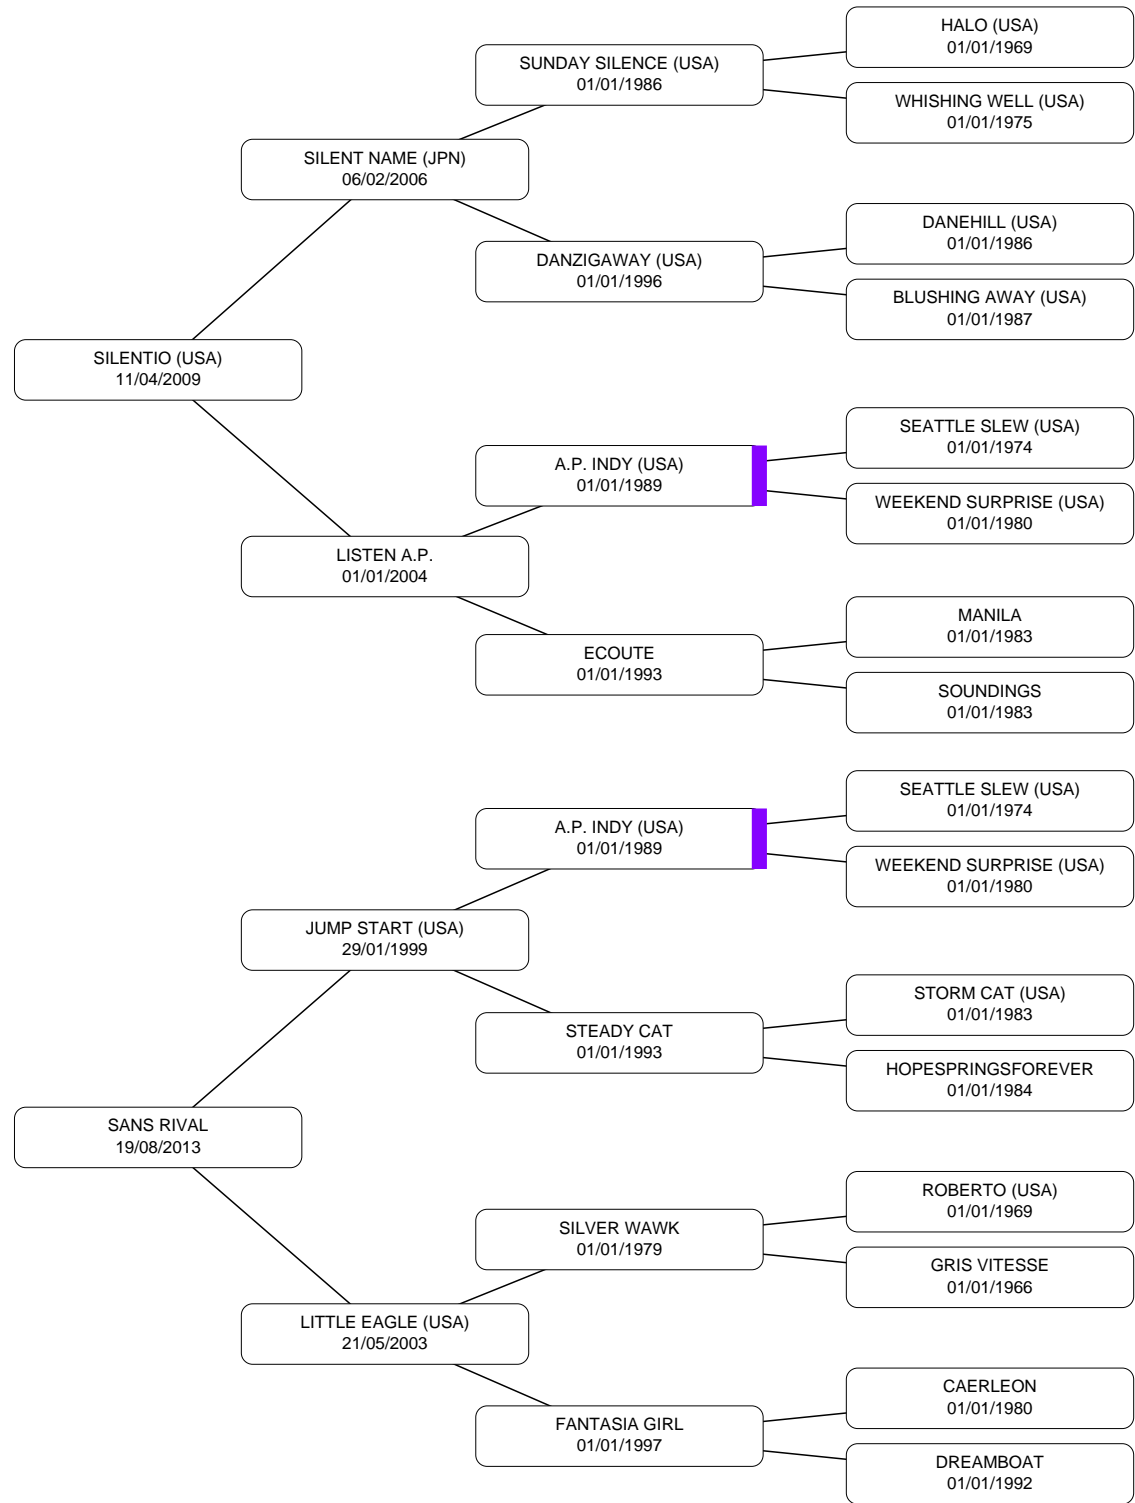 HALO (USA)
01/01/1969
SUNDAY SILENCE (USA)
01/01/1986
WHISHING WELL (USA)
01/01/1975
SILENT NAME (JPN)
06/02/2006
DANEHILL (USA)
01/01/1986
DANZIGAWAY (USA)
01/01/1996
BLUSHING AWAY (USA)
01/01/1987
SILENTIO (USA)
11/04/2009
SEATTLE SLEW (USA)
01/01/1974
A.P. INDY (USA)
01/01/1989
WEEKEND SURPRISE (USA)
01/01/1980
LISTEN A.P.
01/01/2004
MANILA
01/01/1983
ECOUTE
01/01/1993
SOUNDINGS
01/01/1983
SEATTLE SLEW (USA)
01/01/1974
A.P. INDY (USA)
01/01/1989
WEEKEND SURPRISE (USA)
01/01/1980
JUMP START (USA)
29/01/1999
STORM CAT (USA)
01/01/1983
STEADY CAT
01/01/1993
HOPESPRINGSFOREVER
01/01/1984
SANS RIVAL
19/08/2013
ROBERTO (USA)
01/01/1969
SILVER WAWK
01/01/1979
GRIS VITESSE
01/01/1966
LITTLE EAGLE (USA)
21/05/2003
CAERLEON
01/01/1980
FANTASIA GIRL
01/01/1997
DREAMBOAT
01/01/1992